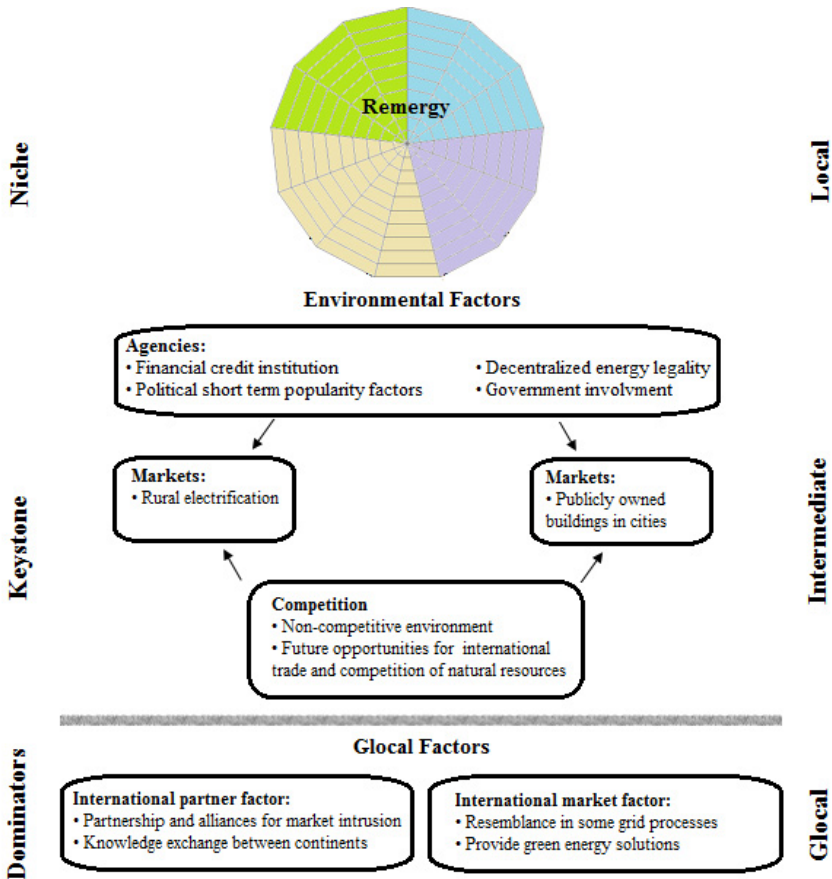 Remergy
Niche
Local
Environmental Factors
Agencies:
• Financial credit institution
• Political short term popularity factors
• Decentralized energy legality
• Government involvment
Keystone
Intermediate
Markets:
• Rural electrification
Markets:
• Publicly owned
buildings in cities
Competition
• Non-competitive environment
• Future opportunities for international
trade and competition of natural resources
Glocal Factors
Dominators
Glocal
International partner factor:
• Partnership and alliances for market intrusion
• Knowledge exchange between continents
International market factor:
• Resemblance in some grid processes
• Provide green energy solutions